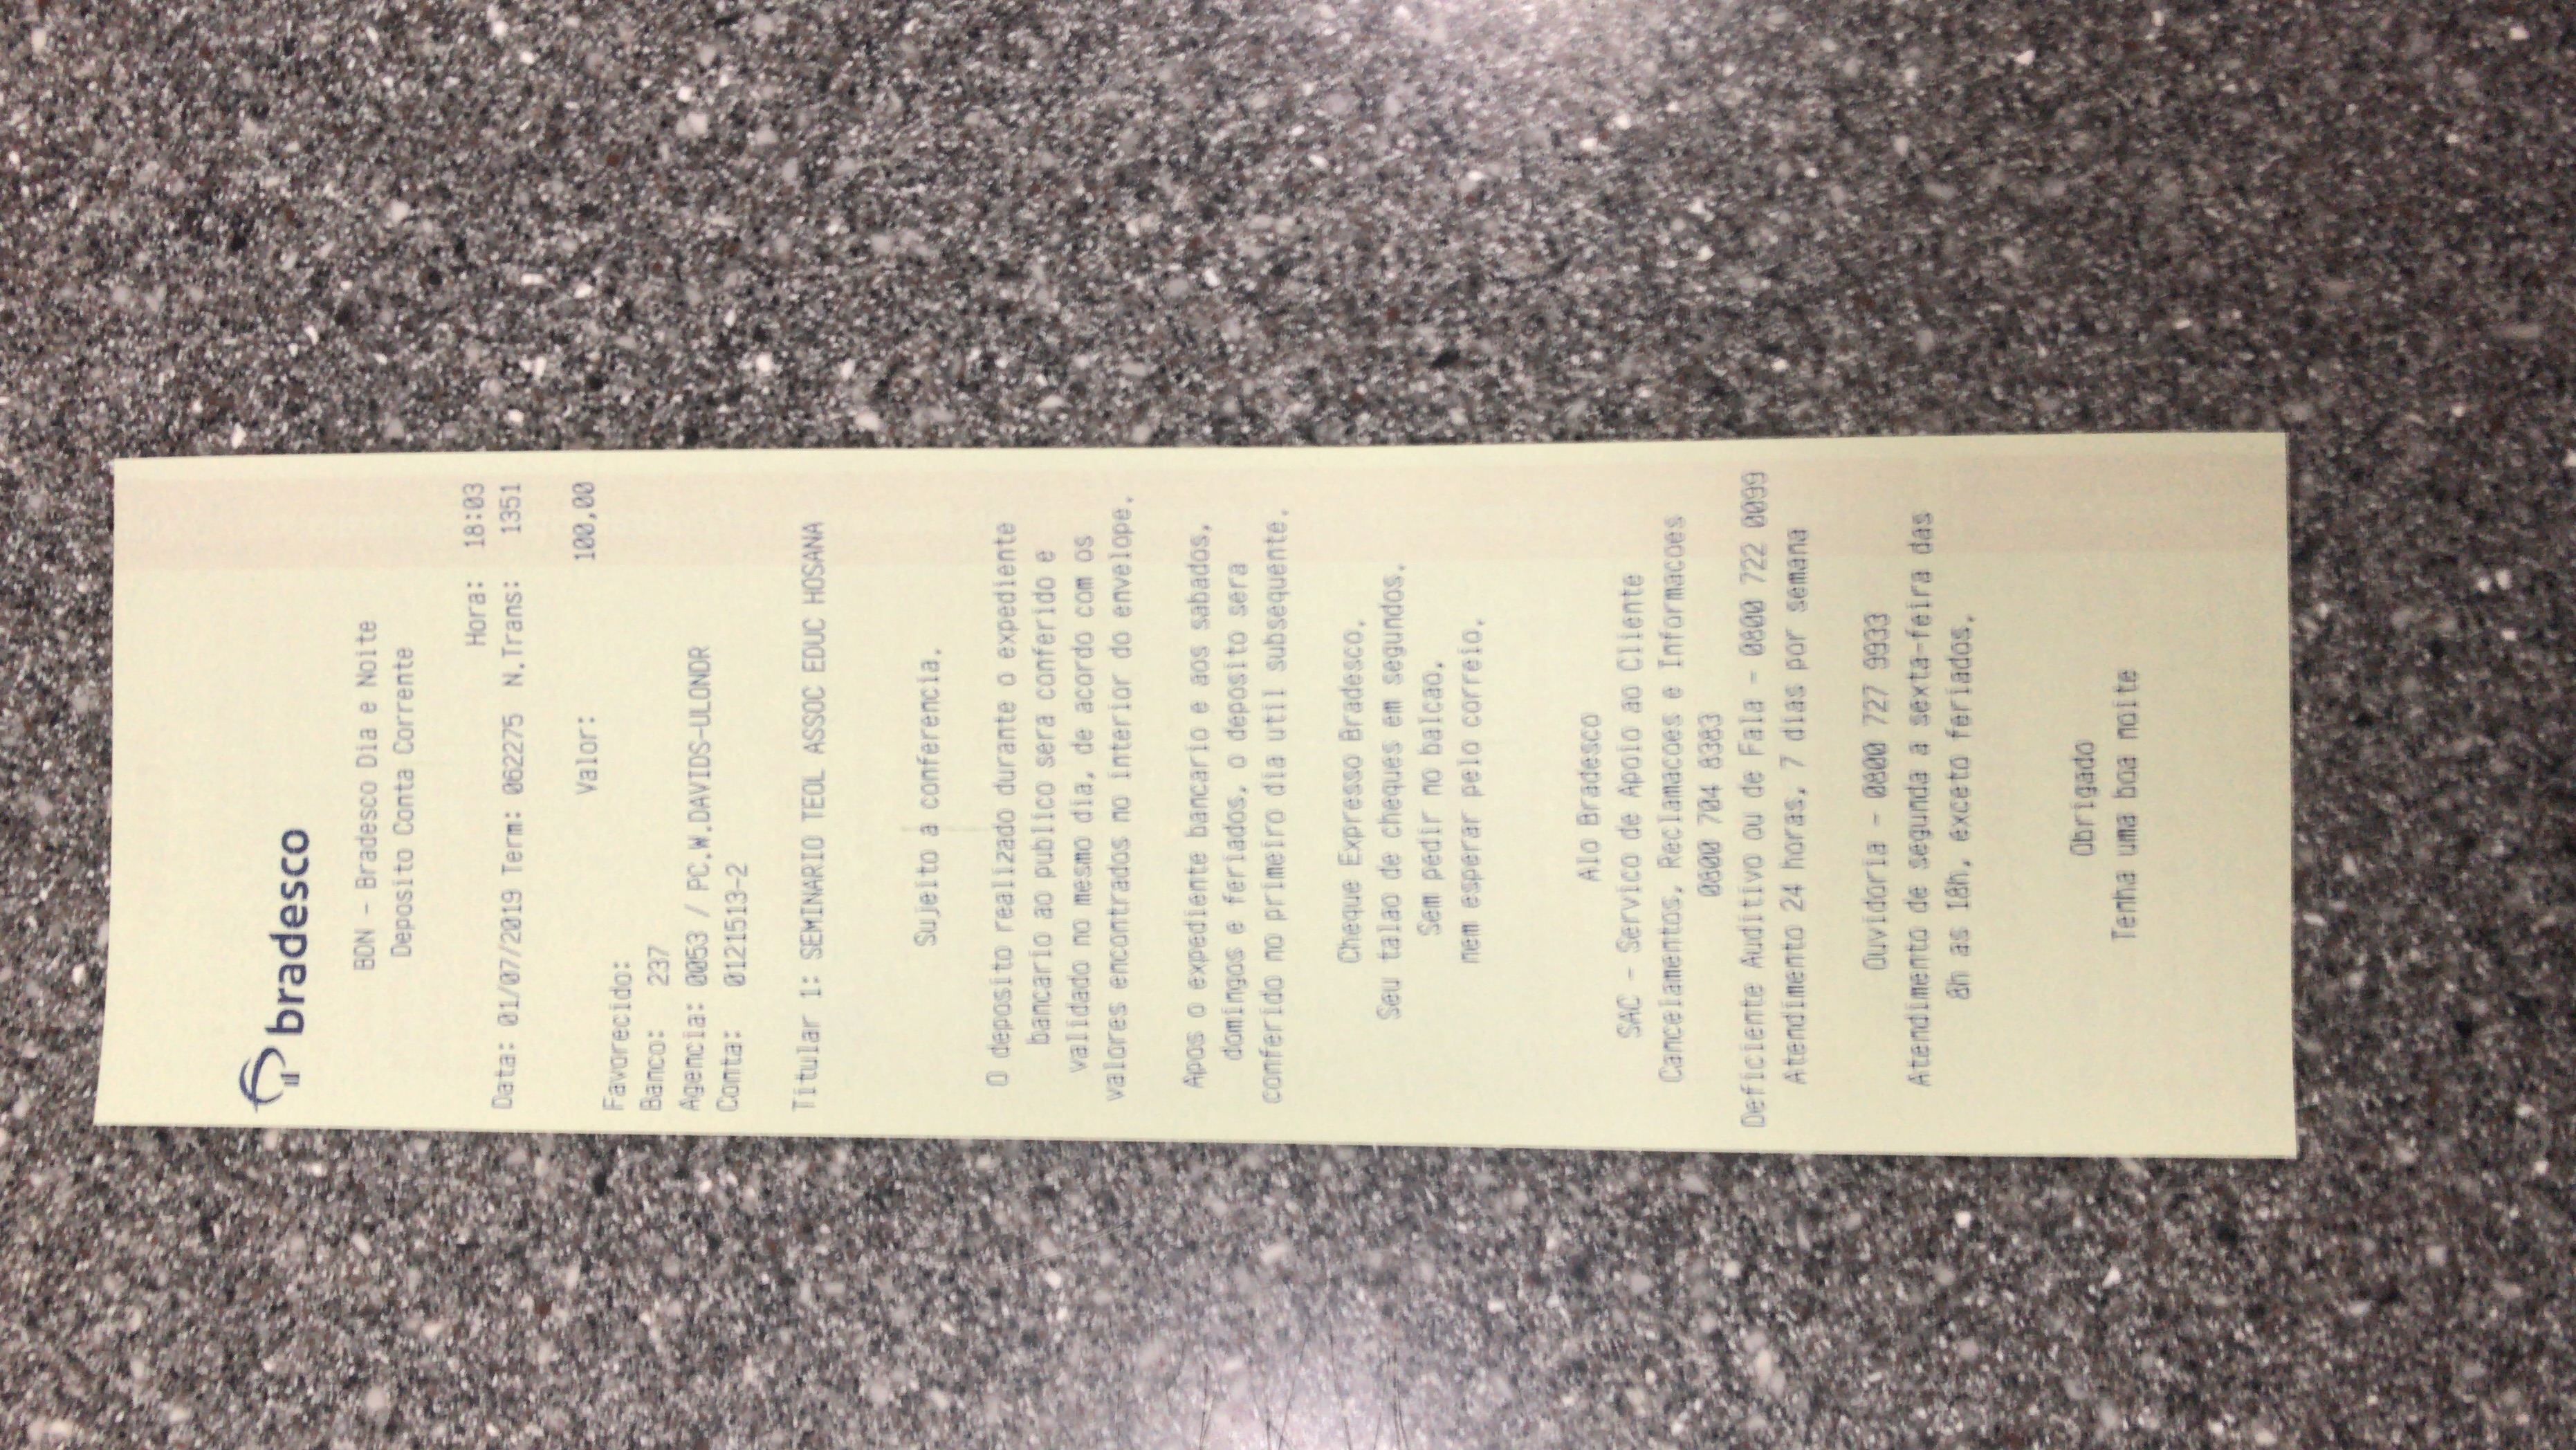 bradesco
BDN - Bradesco Dia e Noite
Deposito Conta Corrente
Hora: 18:03
Data: 01/07/2019 Term: 062275 N.Trans: 1351
Valor: 100,00
Favorecido:
Banco: 237
Agencia: 0053 / PC.W.DAVIDS-ULONDR
Conta: 0121513-2
Titular 1: SEMINARIO TEOL ASSOC EDUC HOSANA
Sujeito a conferencia.
O deposito realizado durante o expediente
bancario ao publico sera conferido e
validado no mesmo dia, de acordo com os
valores encontrados no interior do envelope.
Apos o expediente bancario e aos sabados,
domingos e feriados, o deposito sera
conferido no primeiro dia util subsequente.
Cheque Expresso Bradesco.
Seu talao de cheques em segundos.
Sem pedir no balcao,
nem esperar pelo correio.
Alo Bradesco
SAC - Servico de Apoio ao Cliente
Cancelamentos, Reclamacoes e Informacoes
0800 704 8383
Deficiente Auditivo ou de Fala - 0800 722 0099
Atendimento 24 horas, 7 dias por semana
Ouvidoria - 0800 727 9933
Atendimento de segunda a sexta-feira das
8h as 18h, exceto feriados.
Obrigado
Tenha uma boa noite